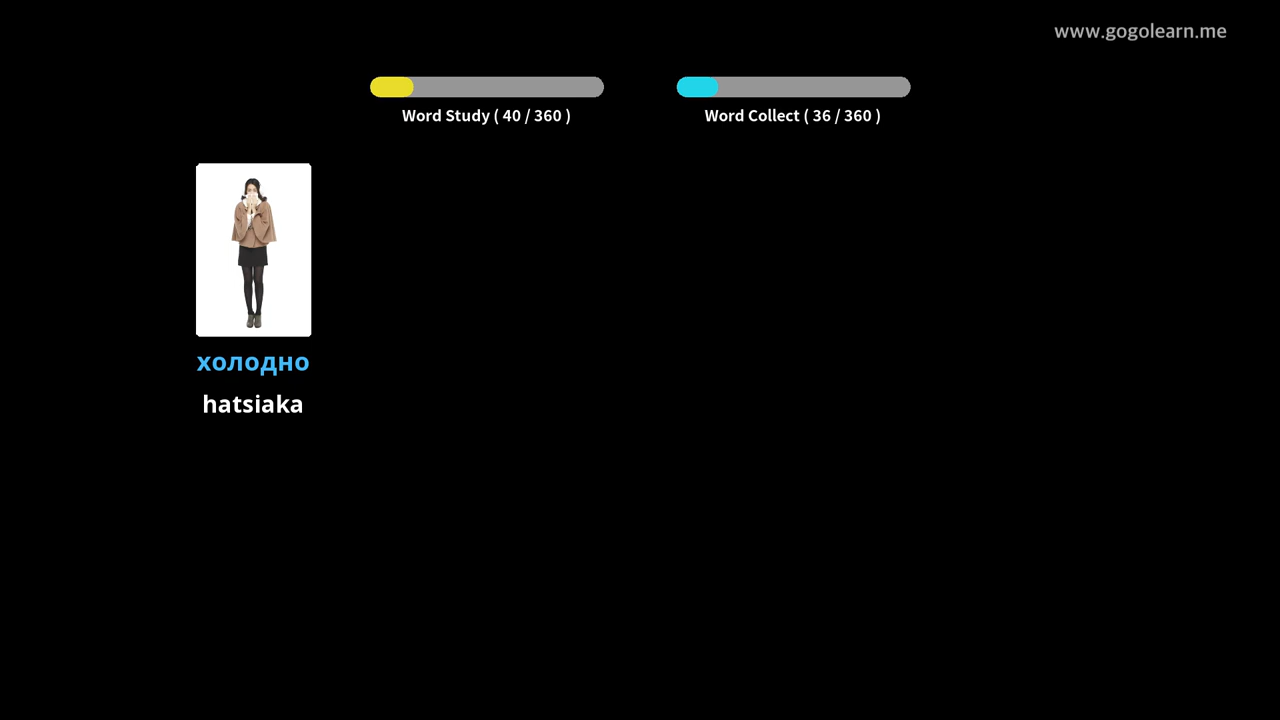 www.gogolearn.me
Word Study ( 40 / 360 )
Word Collect ( 36 / 360 )
холодно
hatsiaka